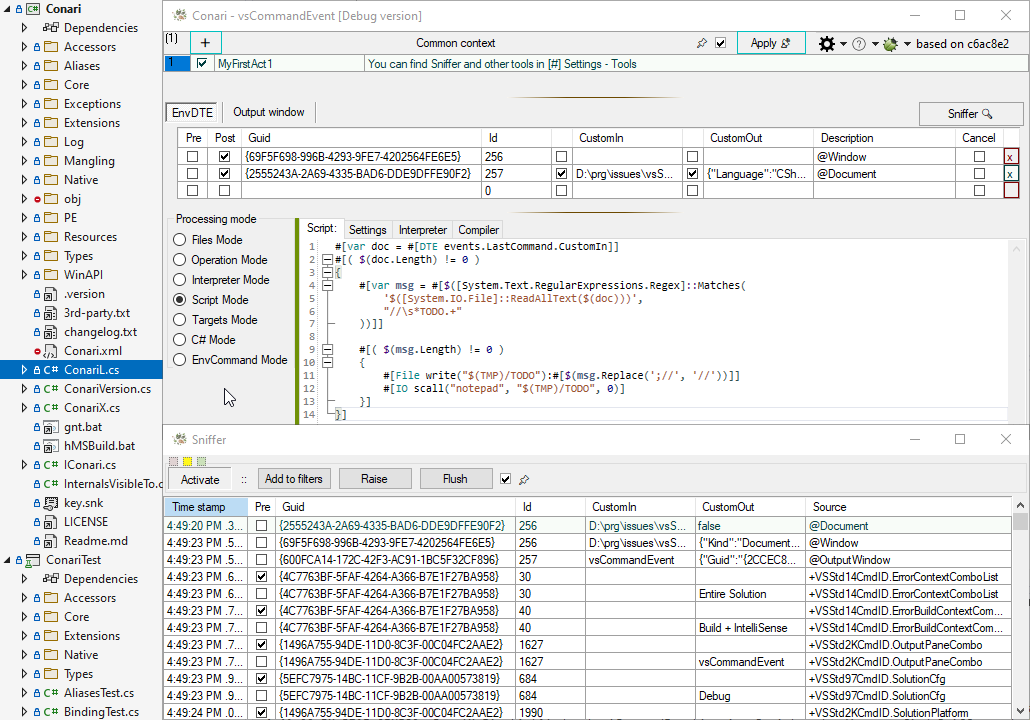 Conari
Dependencies
Accessors
Aliases
Core
Exceptions
Extensions
Log
Mangling
Native
obj
PE
Resources
Types
WinAPI
.version
3rd-party.txt
changelog.txt
Conari.xml
C# ConariL.cs
C# ConariVersion.cs
C# ConariX.cs
gnt.bat
hMSBuild.bat
C# IConari.cs
C# InternalsVisibleTo.c
key.snk
LICENSE
Readme.md
ConariTest
Dependencies
Accessors
Core
Extensions
Native
Types
C# AliasesTest.cs
C# BindingTest.cs
Conari - vsCommandEvent [Debug version]
[1] + Common context Apply based on c6ac8e2
1 MyFirstAct1 You can find Sniffer and other tools in [#] Settings - Tools
EnvDTE Output window Sniffer
Pre Post Guid Id CustomIn CustomOut Description Cancel
{69F5F698-996B-4293-9FE7-4202564FE6E5} 256 @Window x
{2555243A-2A69-4335-BAD6-DDE9DFFE90F2} 257 D:\prg\issues\vsS... {"Language":"CSh... @Document x
0
Processing mode
Files Mode
Operation Mode
Interpreter Mode
Script Mode
Targets Mode
C# Mode
EnvCommand Mode
Script: Settings Interpreter Compiler
1 #[var doc = #[DTE events.LastCommand.CustomIn]]
2 #[( $(doc.Length) != 0 )
3 {
4 #[var msg = #[$([System.Text.RegularExpressions.Regex]::Matches(
5 '$([System.IO.File]::ReadAllText($(doc)))',
6 "//\s*TODO.+"
7 ))]]
8
9 #[( $(msg.Length) != 0 )
10 {
11 #[File write("$(TMP)/TODO"):#[$(msg.Replace(';//', '//'))]]
12 #[IO scall("notepad", "$(TMP)/TODO", 0)]
13 }]
14 }]
Sniffer
Activate :: Add to filters Raise Flush
Time stamp Pre Guid Id CustomIn CustomOut Source
4:49:20 PM .3... {2555243A-2A69-4335-BAD6-DDE9DFFE90F2} 256 D:\prg\issues\vsS... false @Document
4:49:23 PM .5... {69F5F698-996B-4293-9FE7-4202564FE6E5} 256 D:\prg\issues\vsS... {"Kind":"Document... @Window
4:49:23 PM .5... {600FCA14-172C-42F3-AC91-1BC5F32CF896} 257 vsCommandEvent {"Guid":"{2CCEC8... @OutputWindow
4:49:23 PM .6... {4C7763BF-5FAF-4264-A366-B7E1F27BA958} 30 +VSStd14CmdID.ErrorContextComboList
4:49:23 PM .6... {4C7763BF-5FAF-4264-A366-B7E1F27BA958} 30 Entire Solution +VSStd14CmdID.ErrorContextComboList
4:49:23 PM .7... {4C7763BF-5FAF-4264-A366-B7E1F27BA958} 40 +VSStd14CmdID.ErrorBuildContextCom...
4:49:23 PM .7... {4C7763BF-5FAF-4264-A366-B7E1F27BA958} 40 Build + IntelliSense +VSStd14CmdID.ErrorBuildContextCom...
4:49:23 PM .7... {1496A755-94DE-11D0-8C3F-00C04FC2AAE2} 1627 +VSStd2KCmdID.OutputPaneCombo
4:49:23 PM .7... {1496A755-94DE-11D0-8C3F-00C04FC2AAE2} 1627 vsCommandEvent +VSStd2KCmdID.OutputPaneCombo
4:49:23 PM .9... {5EFC7975-14BC-11CF-9B2B-00AA00573819} 684 +VSStd97CmdID.SolutionCfg
4:49:23 PM .9... {5EFC7975-14BC-11CF-9B2B-00AA00573819} 684 Debug +VSStd97CmdID.SolutionCfg
4:49:24 PM .0... {1496A755-94DE-11D0-8C3F-00C04FC2AAE2} 1990 +VSStd2KCmdID.SolutionPlatform